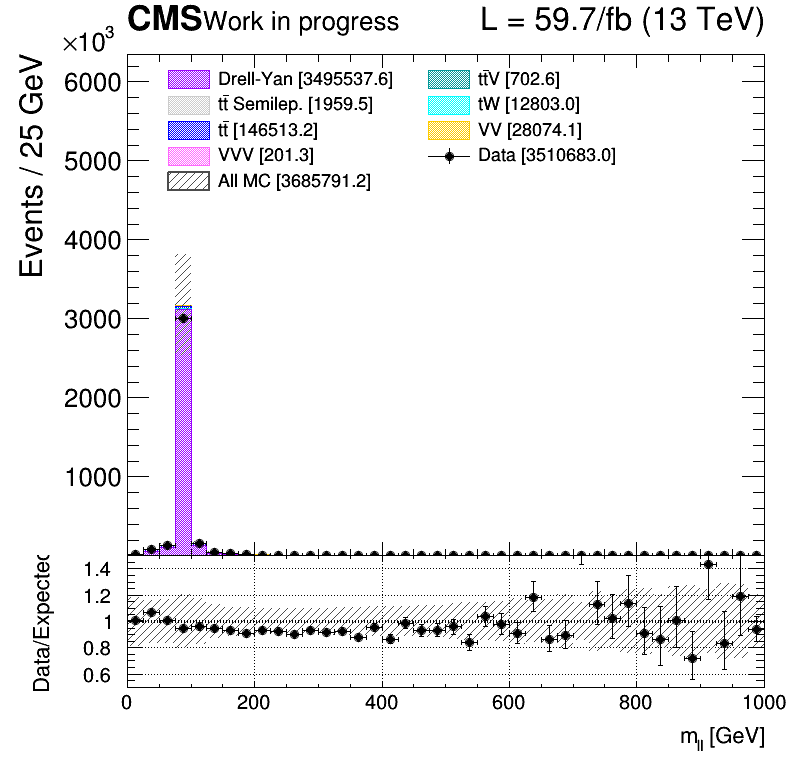 CMS Work in progress L = 59.7/fb (13 TeV)
×10³
Events / 25 GeV
6000
5000
4000
3000
2000
1000
Drell-Yan [3495537.6]
tt̄ Semilep. [1959.5]
tt̄ [146513.2]
VVV [201.3]
All MC [3685791.2]
tt̄V [702.6]
tW [12803.0]
VV [28074.1]
Data [3510683.0]
Data/Expected
1.4
1.2
1
0.8
0.6
0 200 400 600 800 1000
m_ll [GeV]